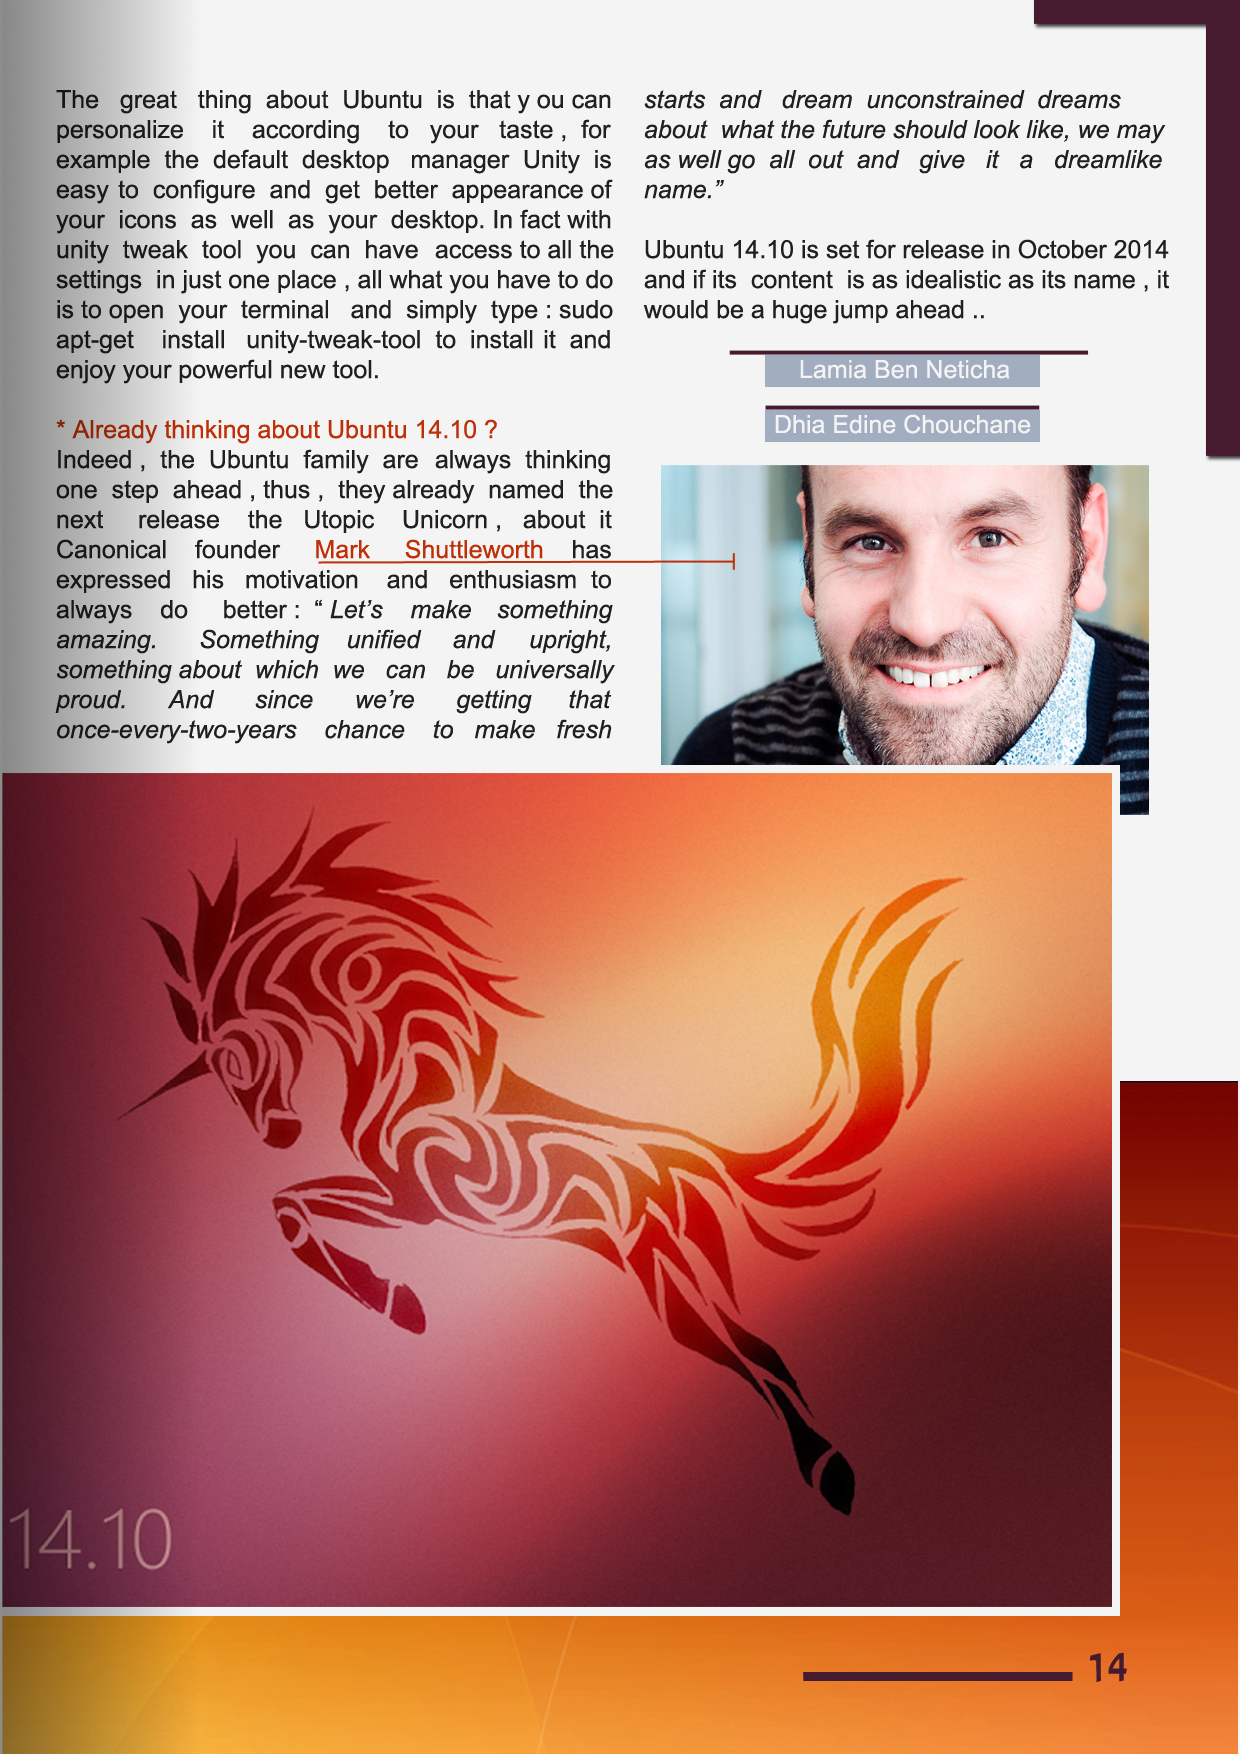 The great thing about Ubuntu is that y ou can
personalize it according to your taste , for
example the default desktop manager Unity is
easy to configure and get better appearance of
your icons as well as your desktop. In fact with
unity tweak tool you can have access to all the
settings in just one place , all what you have to do
is to open your terminal and simply type : sudo
apt-get install unity-tweak-tool to install it and
enjoy your powerful new tool.
* Already thinking about Ubuntu 14.10 ?
Indeed , the Ubuntu family are always thinking
one step ahead , thus , they already named the
next release the Utopic Unicorn , about it
Canonical founder Mark Shuttleworth has
expressed his motivation and enthusiasm to
always do better : “ Let’s make something
amazing. Something unified and upright,
something about which we can be universally
proud. And since we’re getting that
once-every-two-years chance to make fresh
starts and dream unconstrained dreams
about what the future should look like, we may
as well go all out and give it a dreamlike
name.”
Ubuntu 14.10 is set for release in October 2014
and if its content is as idealistic as its name , it
would be a huge jump ahead ..
Lamia Ben Neticha
Dhia Edine Chouchane
14.10
14